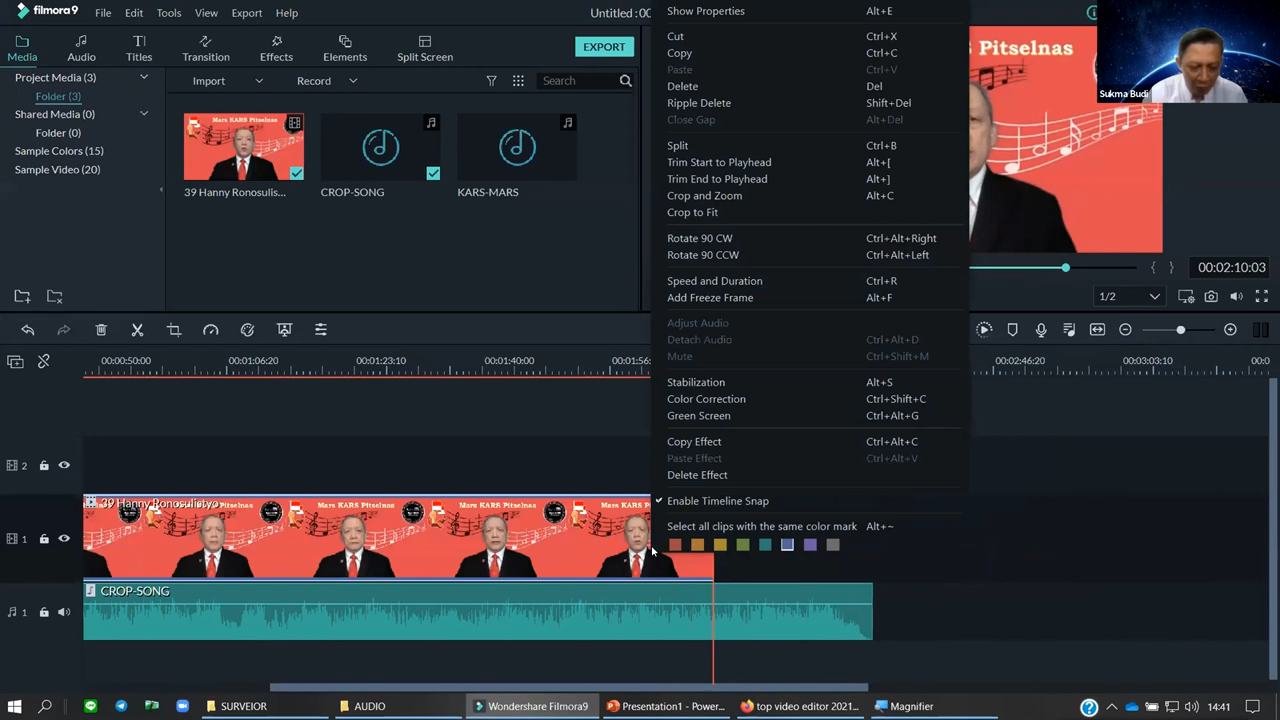 filmora 9
File Edit Tools View Export Help
Untitled : 00
Media Audio Titles Transition Effects Elements Split Screen
EXPORT
Project Media (3)
Folder (3)
Shared Media (0)
Folder (0)
Sample Colors (15)
Sample Video (20)
Import Record Search
Mars KARS Pitselnas
39 Hanny Ronosulis... CROP-SONG KARS-MARS
Show Properties Alt+E
Cut Ctrl+X
Copy Ctrl+C
Paste Ctrl+V
Delete Del
Ripple Delete Shift+Del
Close Gap Alt+Del
Split Ctrl+B
Trim Start to Playhead Alt+[
Trim End to Playhead Alt+]
Crop and Zoom Alt+C
Crop to Fit
Rotate 90 CW Ctrl+Alt+Right
Rotate 90 CCW Ctrl+Alt+Left
Speed and Duration Ctrl+R
Add Freeze Frame Alt+F
Adjust Audio
Detach Audio Ctrl+Alt+D
Mute Ctrl+Shift+M
Stabilization Alt+S
Color Correction Ctrl+Shift+C
Green Screen Ctrl+Alt+G
Copy Effect Ctrl+Alt+C
Paste Effect Ctrl+Alt+V
Delete Effect
Enable Timeline Snap
Select all clips with the same color mark Alt+~
Pitselnas
Sukma Budi
{ } 00:02:10:03
1/2
00:00:50:00 00:01:06:20 00:01:23:10 00:01:40:00 00:01:56: 00:02:46:20 00:03:03:10 00:0
2
1
39 Hanny Ronosulistyo
Mars KARS Pitselnas Mars KARS Pitselnas Mars KARS Pitselnas Mars KARS Pitselnas
1
CROP-SONG
SURVEIOR AUDIO Wondershare Filmora9 Presentation1 - Power... top video editor 2021... Magnifier 14:41